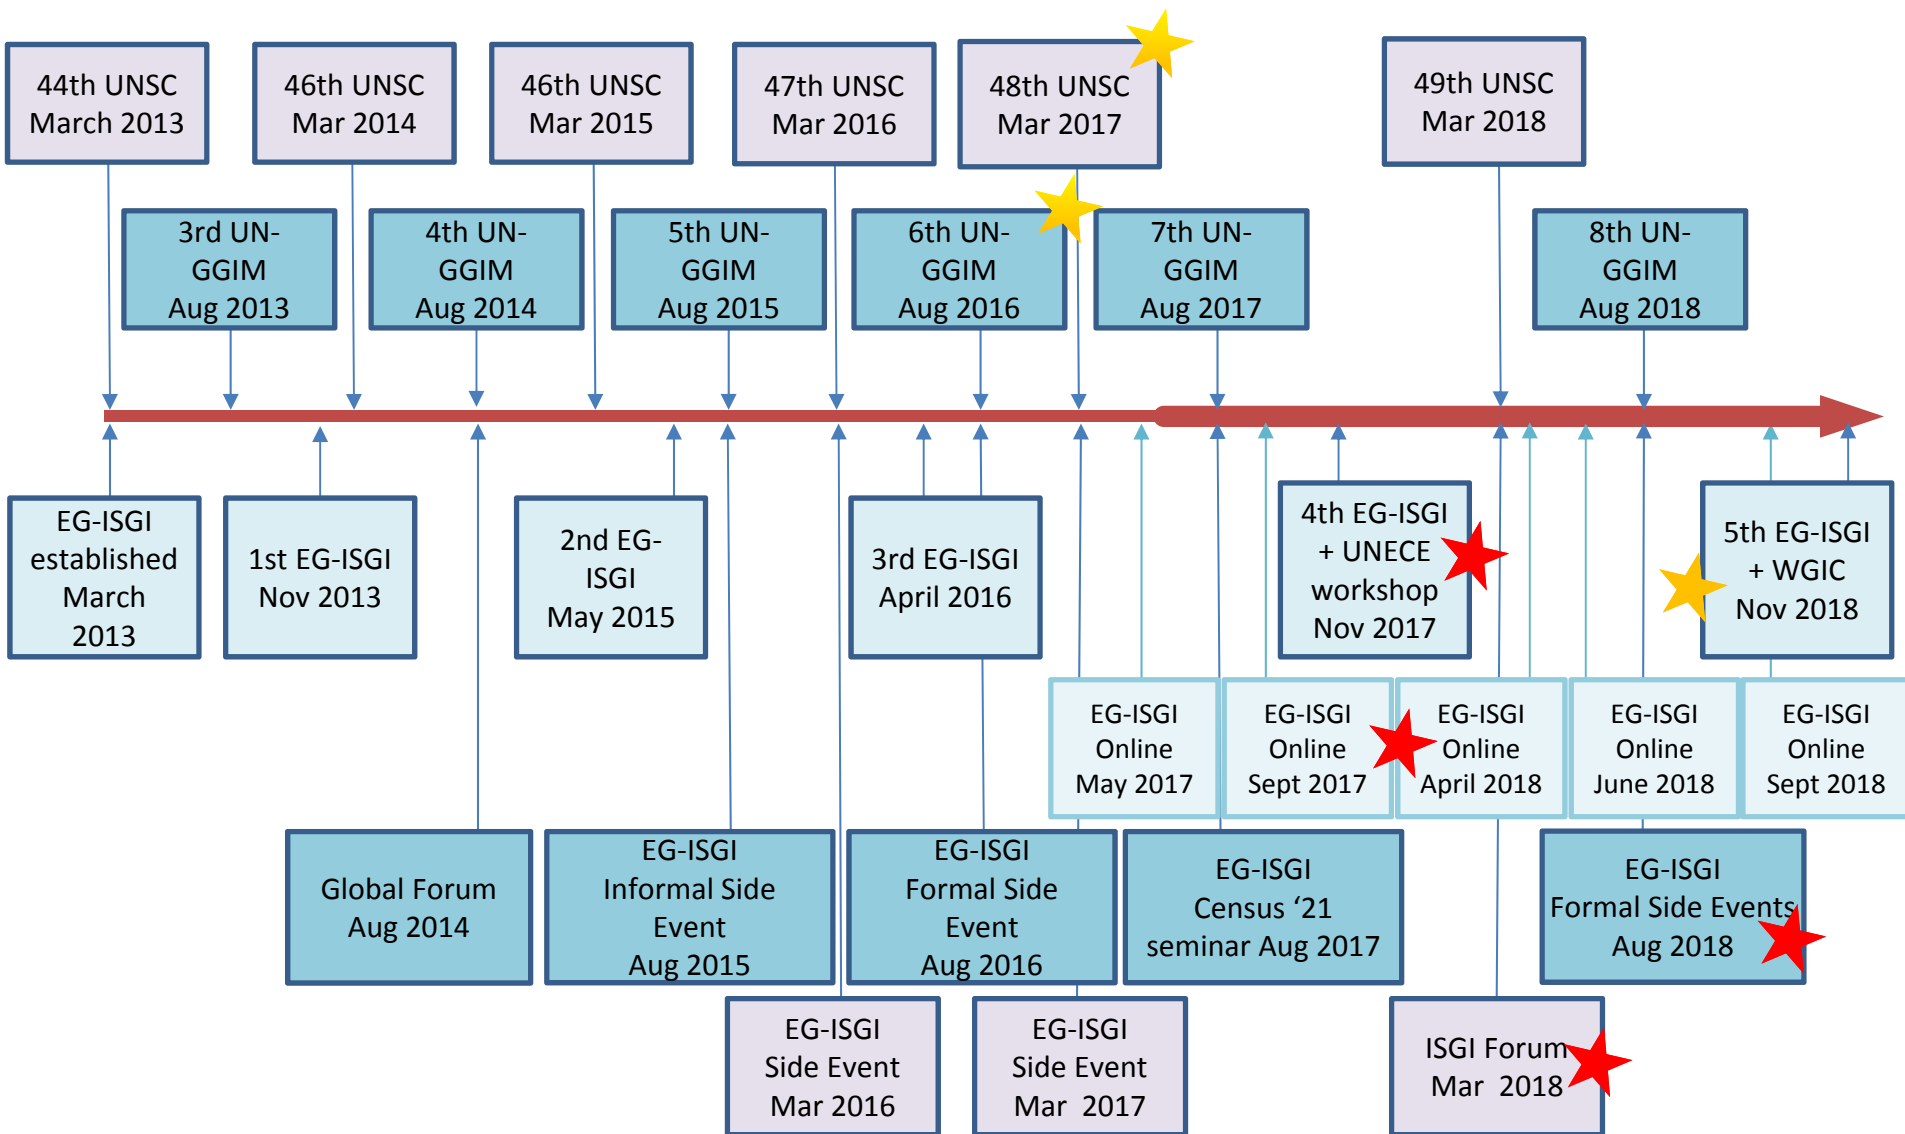 44th UNSC
March 2013
46th UNSC
Mar 2014
46th UNSC
Mar 2015
47th UNSC
Mar 2016
48th UNSC
Mar 2017
49th UNSC
Mar 2018
3rd UN-
GGIM
Aug 2013
4th UN-
GGIM
Aug 2014
5th UN-
GGIM
Aug 2015
6th UN-
GGIM
Aug 2016
7th UN-
GGIM
Aug 2017
8th UN-
GGIM
Aug 2018
EG-ISGI
established
March
2013
1st EG-ISGI
Nov 2013
2nd EG-
ISGI
May 2015
3rd EG-ISGI
April 2016
4th EG-ISGI
+ UNECE
workshop
Nov 2017
5th EG-ISGI
+ WGIC
Nov 2018
EG-ISGI
Online
May 2017
EG-ISGI
Online
Sept 2017
EG-ISGI
Online
April 2018
EG-ISGI
Online
June 2018
EG-ISGI
Online
Sept 2018
Global Forum
Aug 2014
EG-ISGI
Informal Side
Event
Aug 2015
EG-ISGI
Formal Side
Event
Aug 2016
EG-ISGI
Census ‘21
seminar Aug 2017
EG-ISGI
Formal Side Events
Aug 2018
EG-ISGI
Side Event
Mar 2016
EG-ISGI
Side Event
Mar 2017
ISGI Forum
Mar 2018